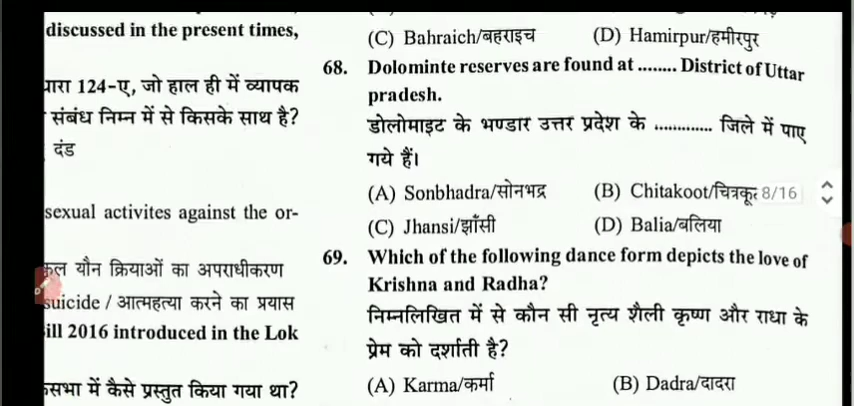 discussed in the present times,
धारा 124-ए, जो हाल ही में व्यापक
संबंध निम्न में से किसके साथ है?
दंड
sexual activites against the or-
यौन क्रियाओं का अपराधीकरण
suicide / आत्महत्या करने का प्रयास
ill 2016 introduced in the Lok
सभा में कैसे प्रस्तुत किया गया था?
(C) Bahraich/बहराइच (D) Hamirpur/हमीरपुर
68. Dolominte reserves are found at ........ District of Uttar
pradesh.
डोलोमाइट के भण्डार उत्तर प्रदेश के ............. जिले में पाए
गये हैं।
(A) Sonbhadra/सोनभद्र (B) Chitakoot/चित्रकूट
8/16
(C) Jhansi/झाँसी (D) Balia/बलिया
69. Which of the following dance form depicts the love of
Krishna and Radha?
निम्नलिखित में से कौन सी नृत्य शैली कृष्ण और राधा के
प्रेम को दर्शाती है?
(A) Karma/कर्मा (B) Dadra/दादरा